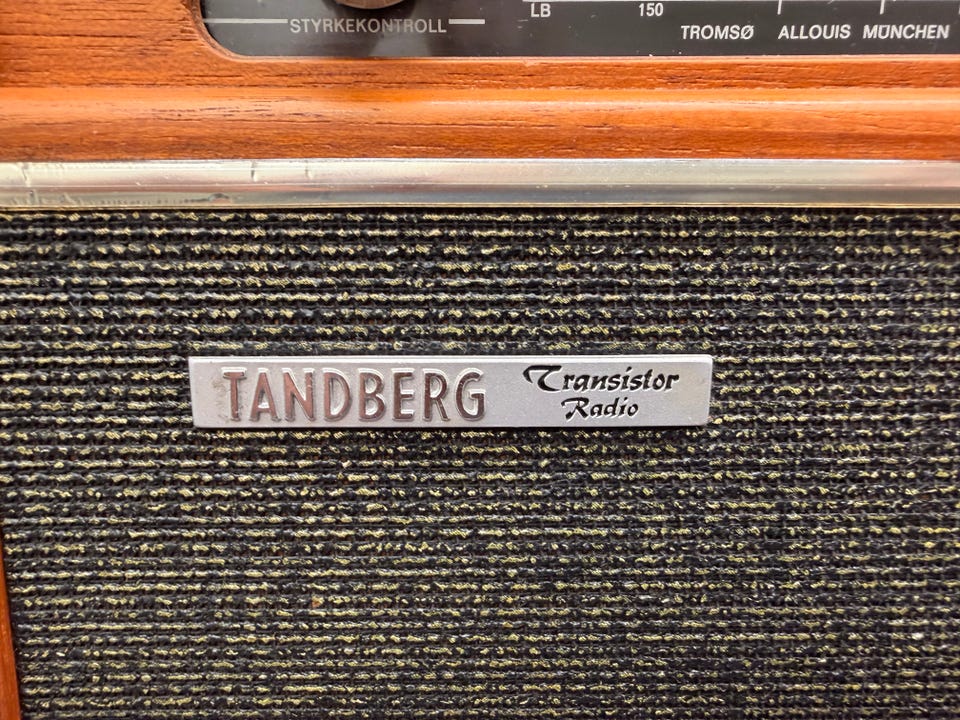 STYRKEKONTROLL
LB 150
TROMSØ ALLOUIS MÜNCHEN
TANDBERG Transistor
Radio